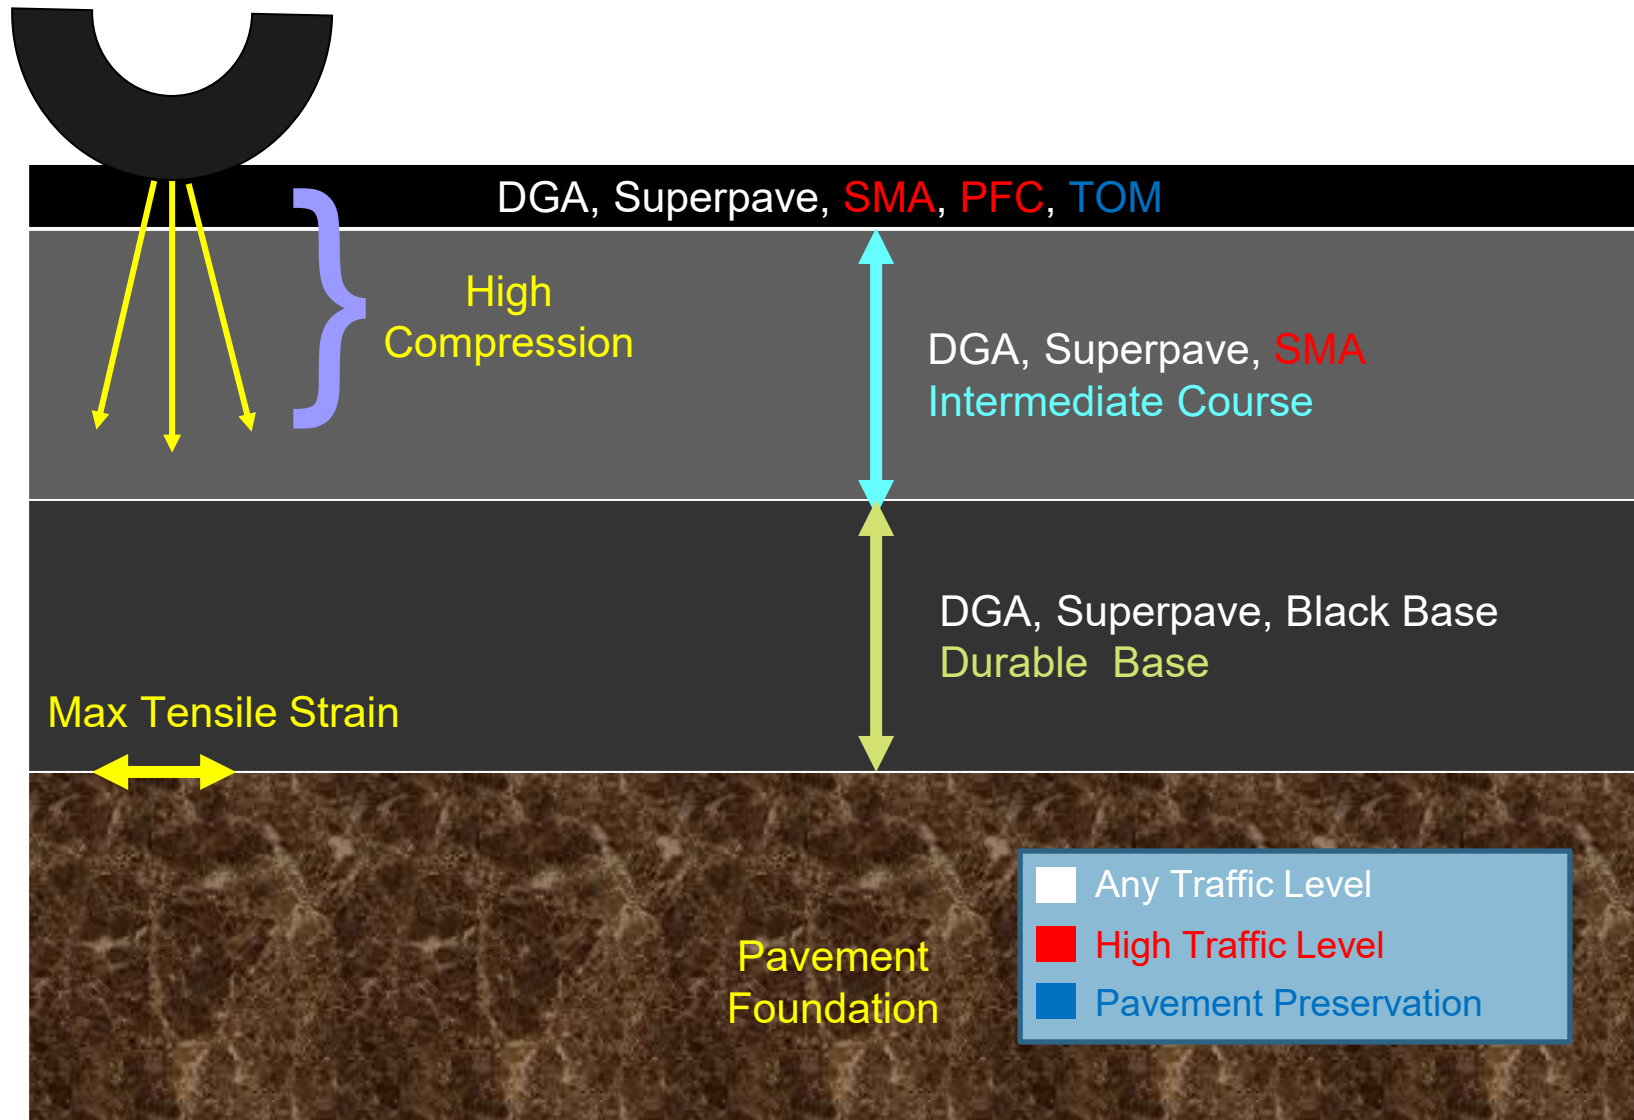 DGA, Superpave, SMA, PFC, TOM
High
Compression
DGA, Superpave, SMA
Intermediate Course
DGA, Superpave, Black Base
Durable Base
Max Tensile Strain
Any Traffic Level
High Traffic Level
Pavement Preservation
Pavement
Foundation